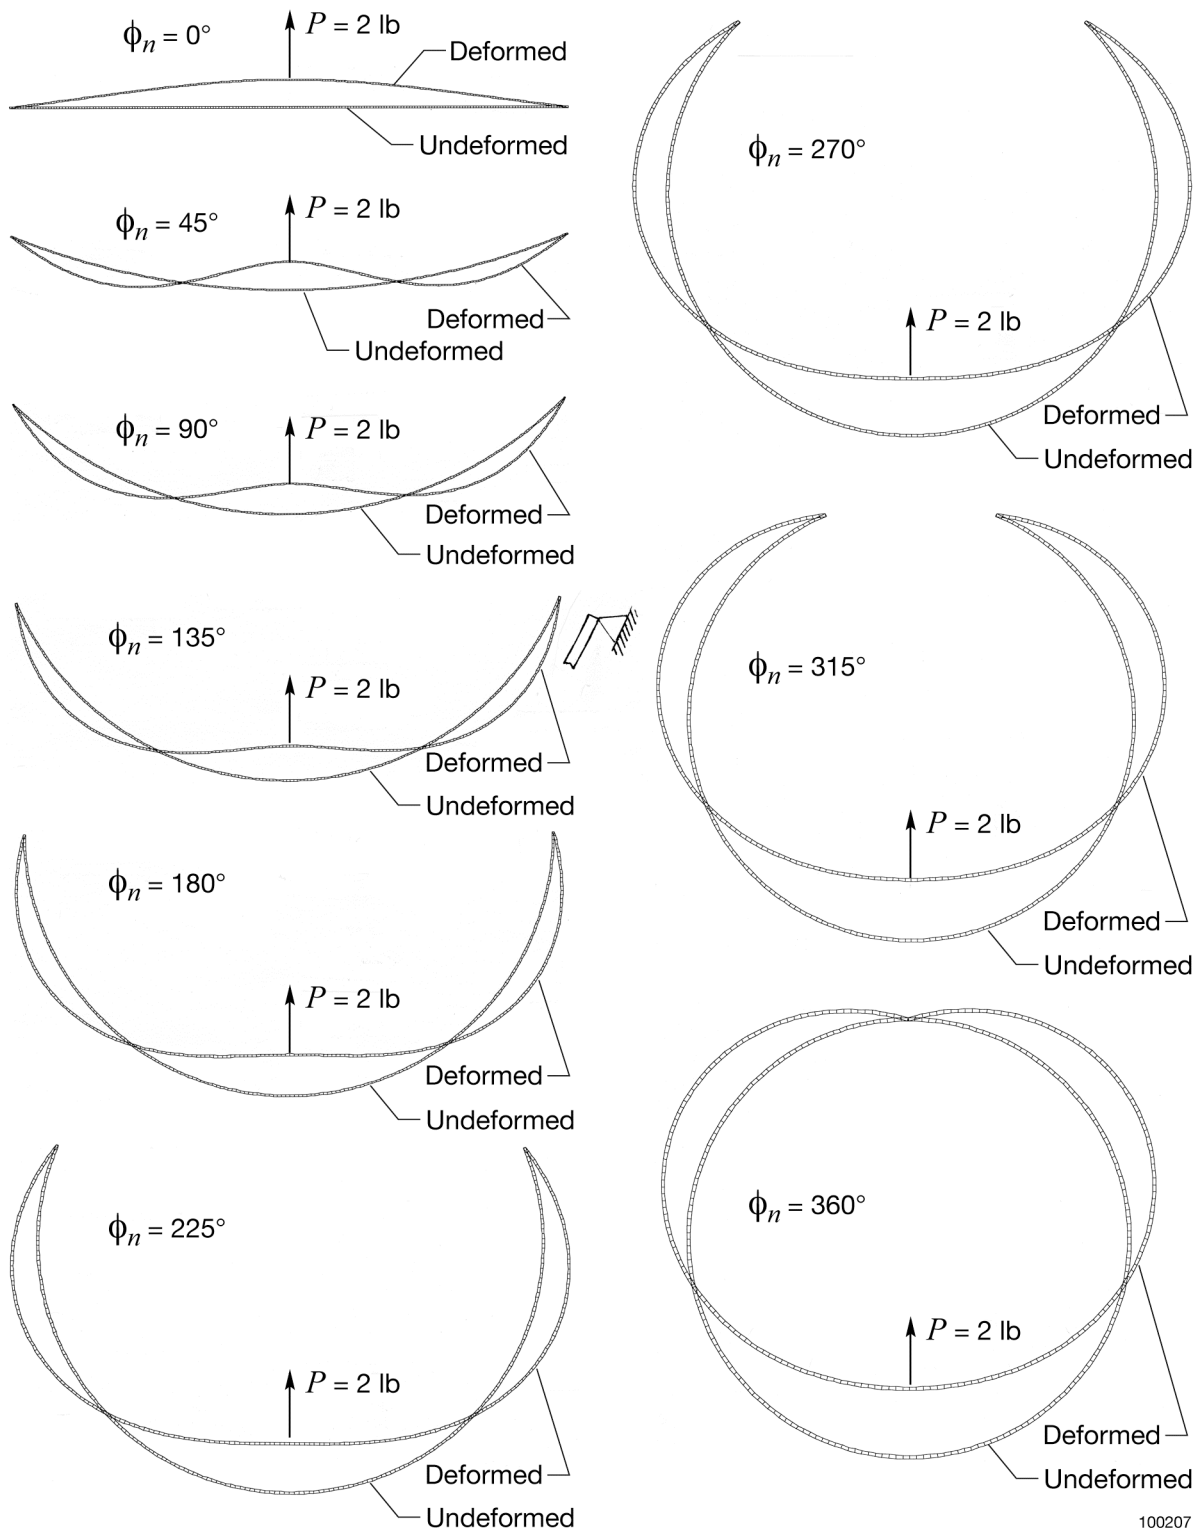 ϕn = 0°
P = 2 lb
Deformed
Undeformed
ϕn = 45°
P = 2 lb
Deformed
Undeformed
ϕn = 90°
P = 2 lb
Deformed
Undeformed
ϕn = 135°
P = 2 lb
Deformed
Undeformed
ϕn = 180°
P = 2 lb
Deformed
Undeformed
ϕn = 225°
P = 2 lb
Deformed
Undeformed
ϕn = 270°
P = 2 lb
Deformed
Undeformed
ϕn = 315°
P = 2 lb
Deformed
Undeformed
ϕn = 360°
P = 2 lb
Deformed
Undeformed
100207